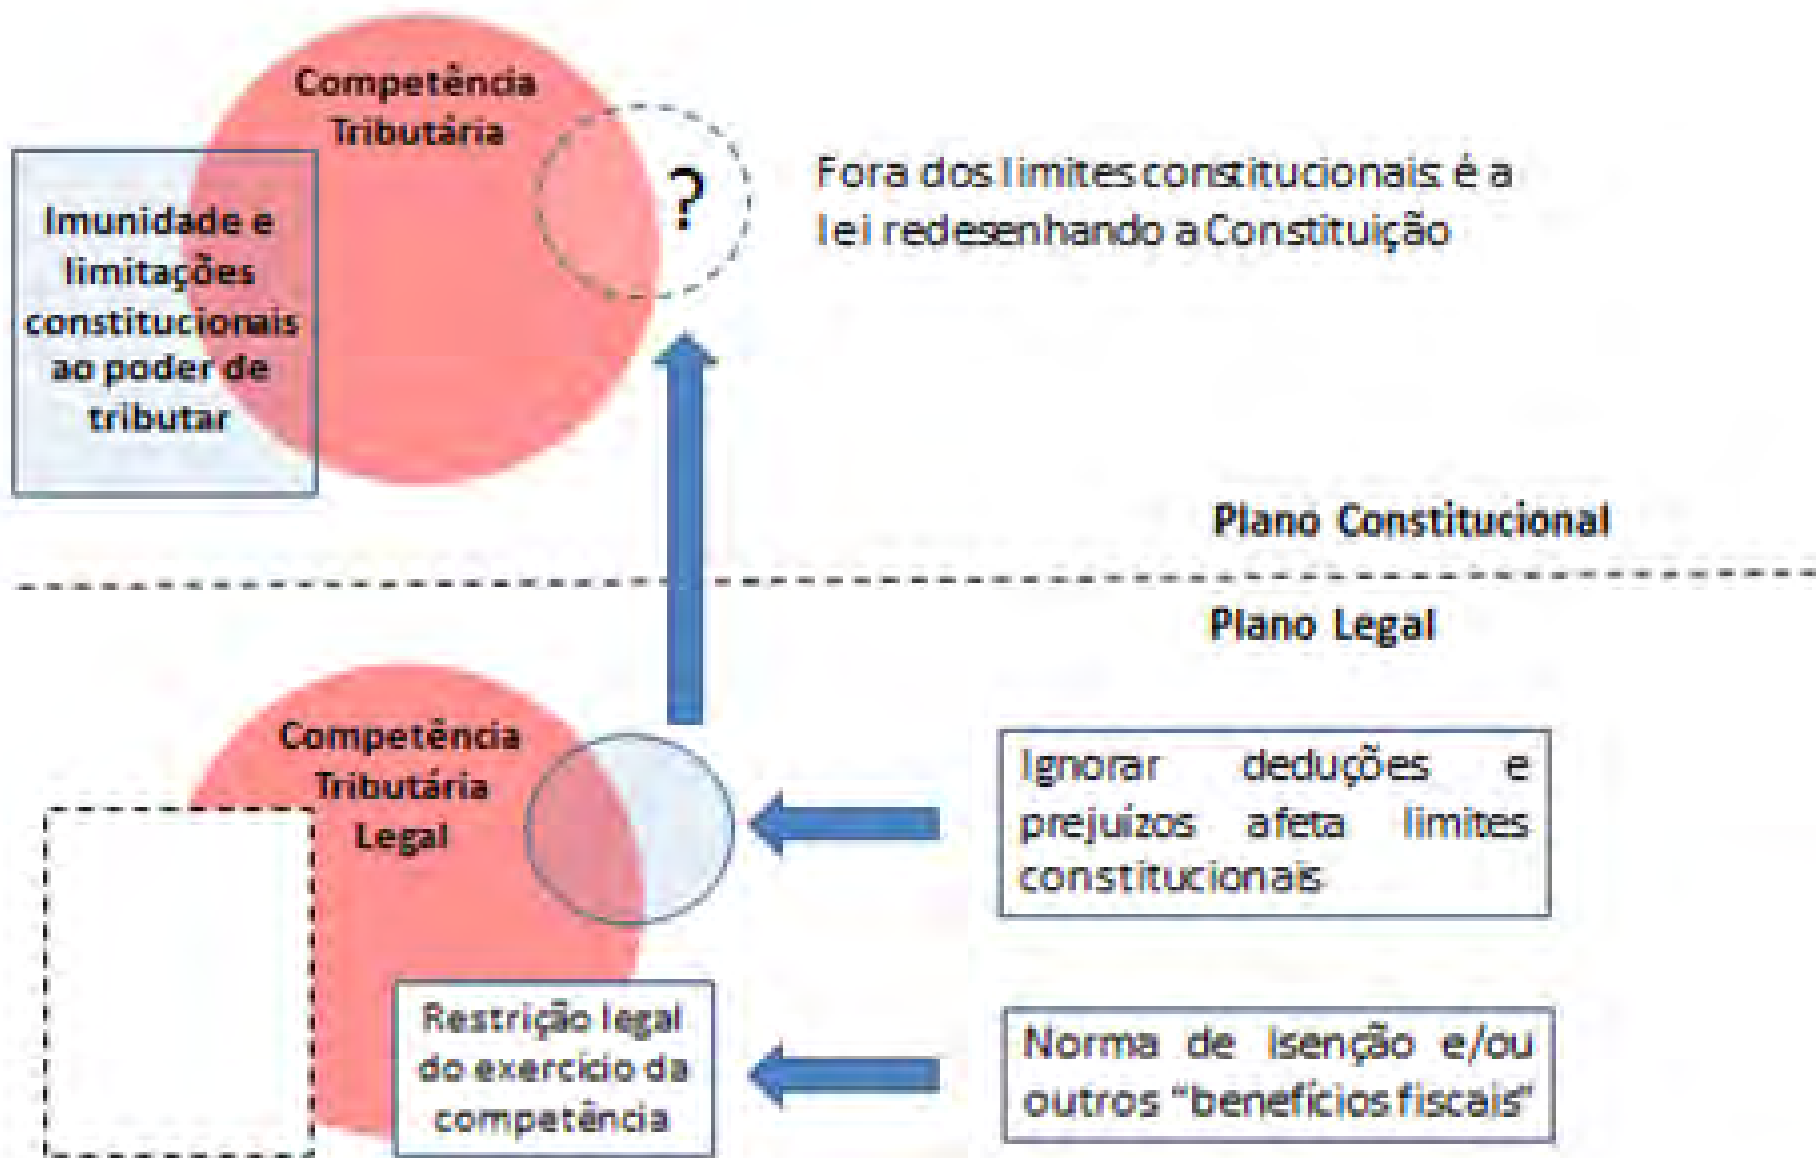 Competência
Tributária
?
Imunidade e
limitações
constitucionais
ao poder de
tributar
Fora dos limites constitucionais é a
lei redesenhando a Constituição
Plano Constitucional
Plano Legal
Competência
Tributária
Legal
Ignorar deduções e
prejuízos afeta limites
constitucionais
Restrição legal
do exercício da
competência
Norma de isenção e/ou
outros "benefícios fiscais"